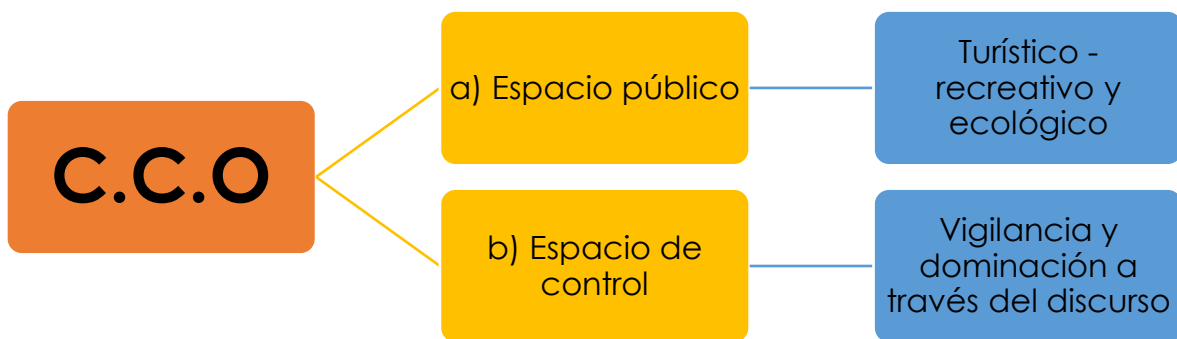 C.C.O
a) Espacio público
Turístico -
recreativo y
ecológico
b) Espacio de
control
Vigilancia y
dominación a
través del discurso